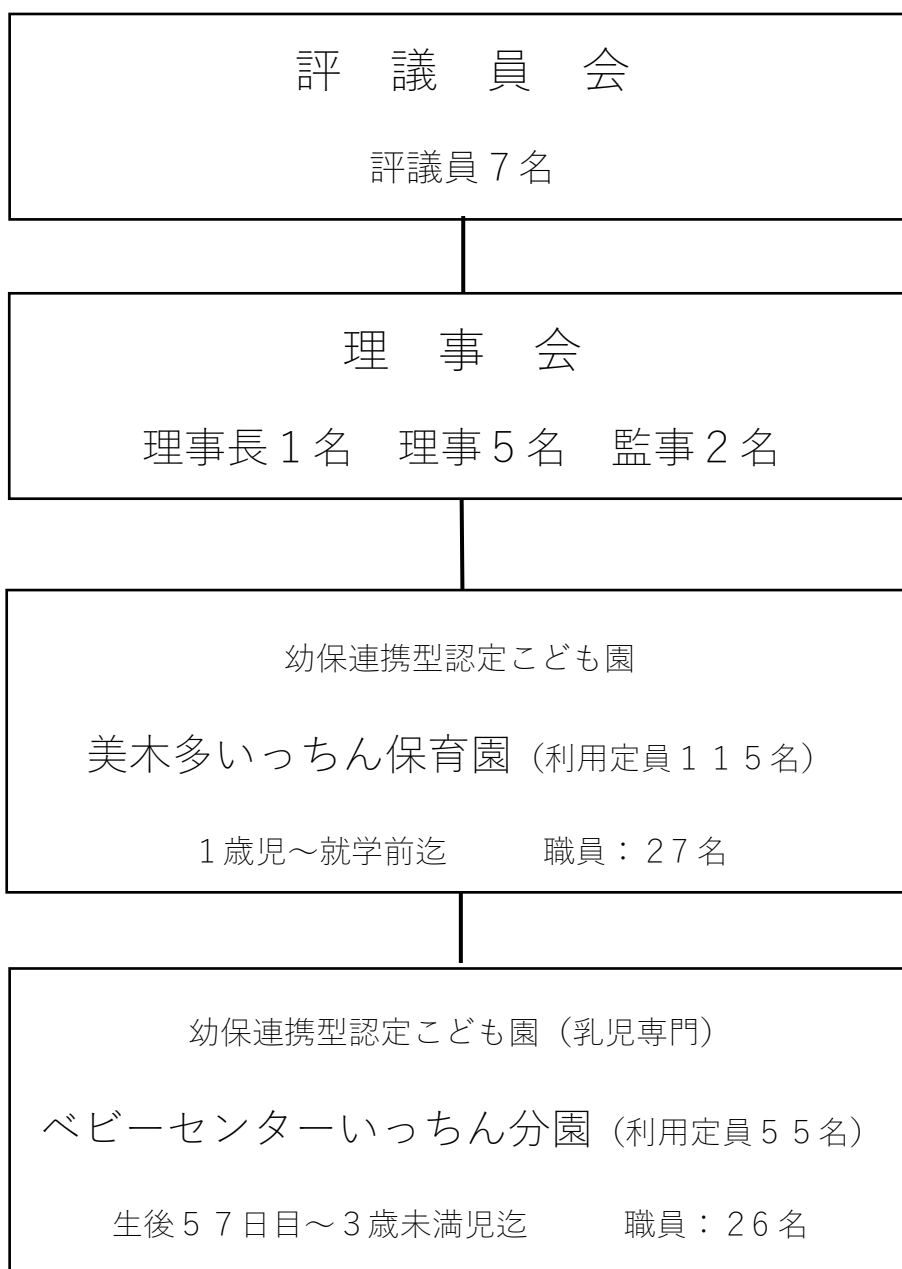 評　議　員　会
評議員７名
理　事　会
理事長１名　理事５名　監事２名
幼保連携型認定こども園
美木多いっちん保育園（利用定員１１５名）
１歳児～就学前迄　　　職員：27名
幼保連携型認定こども園（乳児専門）
ベビーセンターいっちん分園（利用定員５５名）
生後５７日目～３歳未満児迄　　　職員：26名